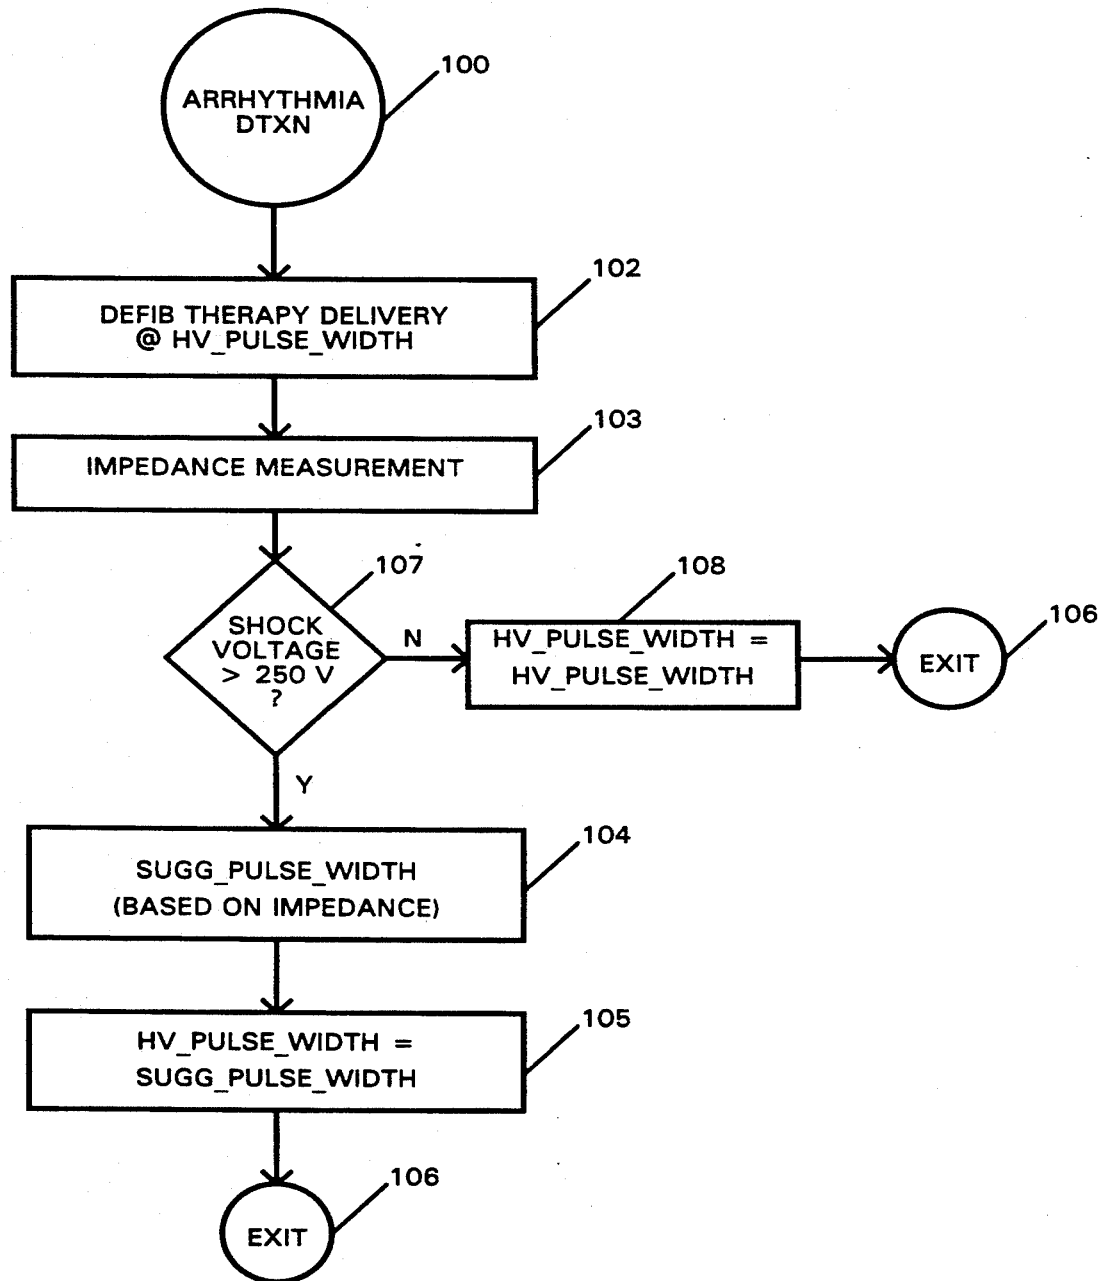 100
ARRHYTHMIA
DTXN
102
DEFIB THERAPY DELIVERY
@ HV_PULSE_WIDTH
103
IMPEDANCE MEASUREMENT
107
SHOCK
VOLTAGE
> 250 V
?
N
108
HV_PULSE_WIDTH =
HV_PULSE_WIDTH
106
EXIT
Y
104
SUGG_PULSE_WIDTH
(BASED ON IMPEDANCE)
105
HV_PULSE_WIDTH =
SUGG_PULSE_WIDTH
106
EXIT